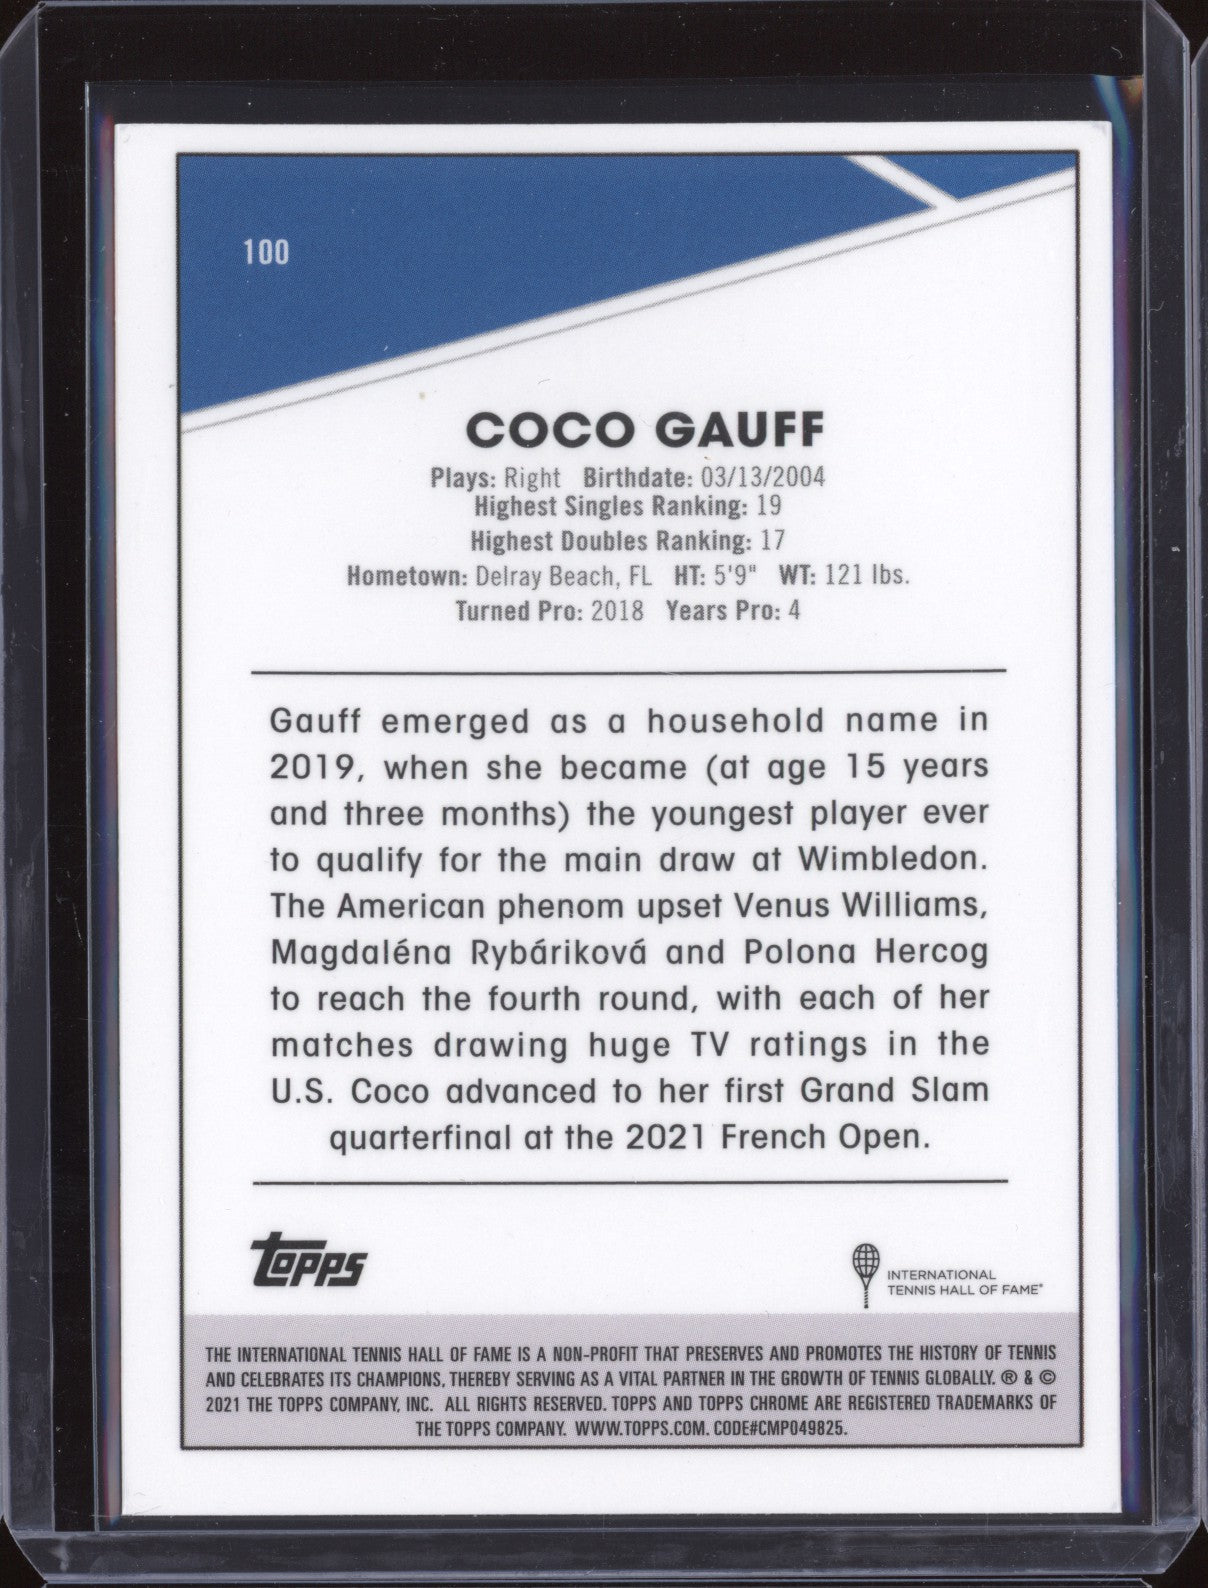 100
COCO GAUFF
Plays: Right Birthdate: 03/13/2004
Highest Singles Ranking: 19
Highest Doubles Ranking: 17
Hometown: Delray Beach, FL HT: 5'9" WT: 121 lbs.
Turned Pro: 2018 Years Pro: 4
Gauff emerged as a household name in
2019, when she became (at age 15 years
and three months) the youngest player ever
to qualify for the main draw at Wimbledon.
The American phenom upset Venus Williams,
Magdaléna Rybáriková and Polona Hercog
to reach the fourth round, with each of her
matches drawing huge TV ratings in the
U.S. Coco advanced to her first Grand Slam
quarterfinal at the 2021 French Open.
topps
INTERNATIONAL
TENNIS HALL OF FAME®
THE INTERNATIONAL TENNIS HALL OF FAME IS A NON-PROFIT THAT PRESERVES AND PROMOTES THE HISTORY OF TENNIS
AND CELEBRATES ITS CHAMPIONS, THEREBY SERVING AS A VITAL PARTNER IN THE GROWTH OF TENNIS GLOBALLY. ® & ©
2021 THE TOPPS COMPANY, INC. ALL RIGHTS RESERVED. TOPPS AND TOPPS CHROME ARE REGISTERED TRADEMARKS OF
THE TOPPS COMPANY. WWW.TOPPS.COM. CODE#CMP049825.